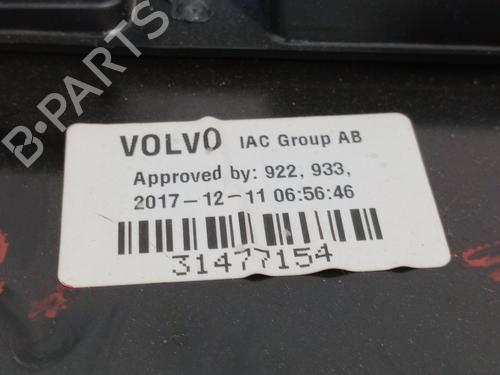 VOLVO IAC Group AB
Approved by: 922, 933,
2017-12-11 06:56:46
31477154
B-Parts